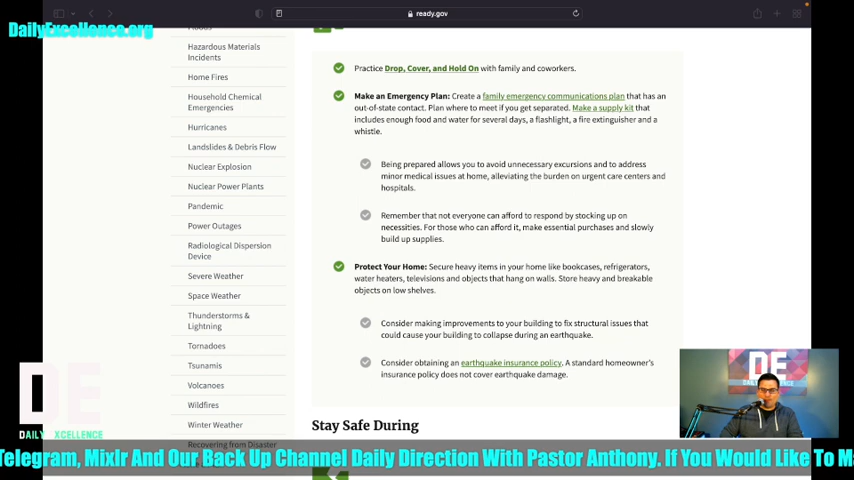 ready.gov
DailyExcellence.org
Hazardous Materials
Incidents
Home Fires
Household Chemical
Emergencies
Hurricanes
Landslides & Debris Flow
Nuclear Explosion
Nuclear Power Plants
Pandemic
Power Outages
Radiological Dispersion
Device
Severe Weather
Space Weather
Thunderstorms &
Lightning
Tornadoes
Tsunamis
Volcanoes
Wildfires
Winter Weather
Recovering from Disaster
Practice Drop, Cover, and Hold On with family and coworkers.
Make an Emergency Plan: Create a family emergency communications plan that has an
out-of-state contact. Plan where to meet if you get separated. Make a supply kit that
includes enough food and water for several days, a flashlight, a fire extinguisher and a
whistle.
Being prepared allows you to avoid unnecessary excursions and to address
minor medical issues at home, alleviating the burden on urgent care centers and
hospitals.
Remember that not everyone can afford to respond by stocking up on
necessities. For those who can afford it, make essential purchases and slowly
build up supplies.
Protect Your Home: Secure heavy items in your home like bookcases, refrigerators,
water heaters, televisions and objects that hang on walls. Store heavy and breakable
objects on low shelves.
Consider making improvements to your building to fix structural issues that
could cause your building to collapse during an earthquake.
Consider obtaining an earthquake insurance policy. A standard homeowner's
insurance policy does not cover earthquake damage.
Stay Safe During
DE
DAILY EXCELLENCE
DE
DAILY EXCELLENCE
Telegram, Mixlr And Our Back Up Channel Daily Direction With Pastor Anthony. If You Would Like To M